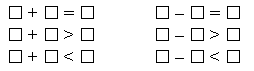 □ + □ = □ □ – □ = □
□ + □ > □ □ – □ > □
□ + □ < □ □ – □ < □